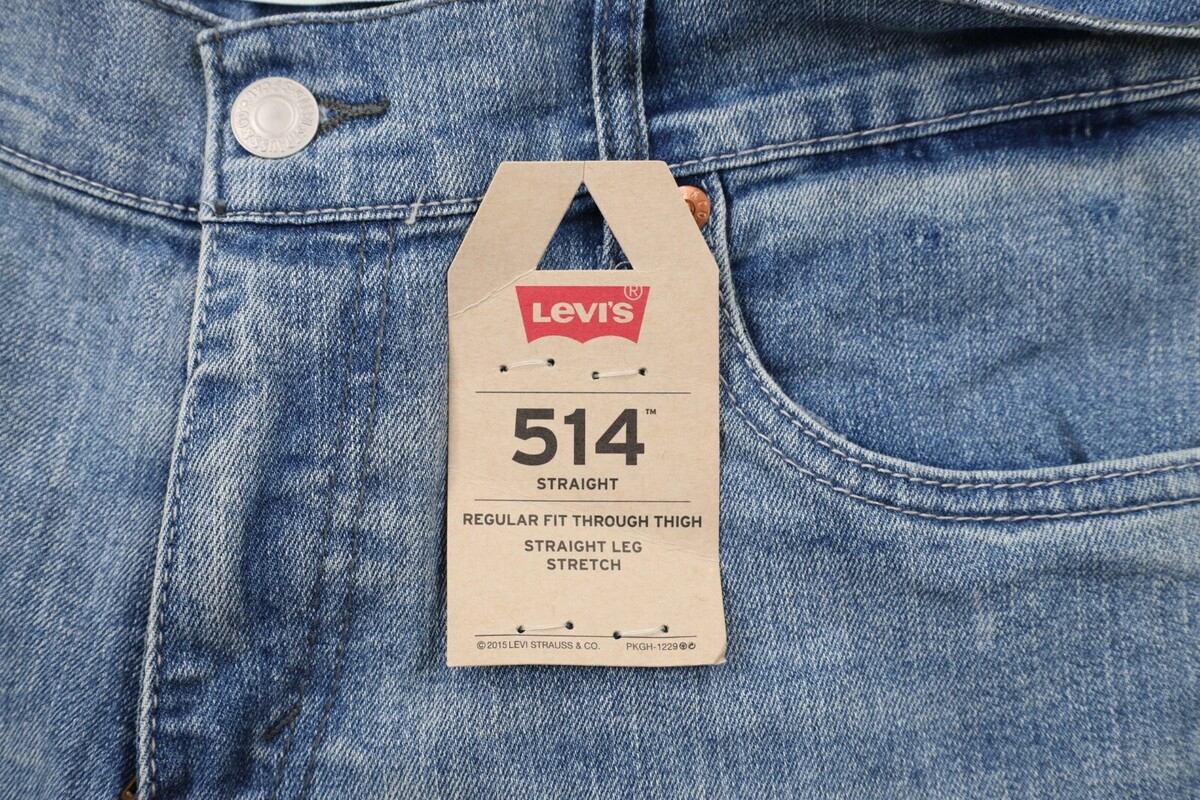 LEVI'S ®
514™
STRAIGHT
REGULAR FIT THROUGH THIGH
STRAIGHT LEG
STRETCH
©2015 LEVI STRAUSS & CO. PKGH-1229